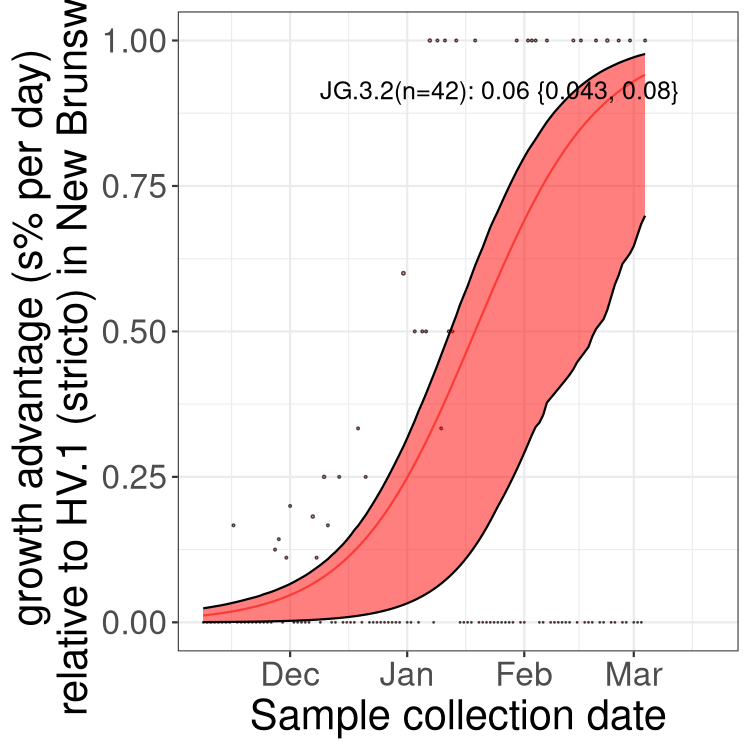 growth advantage (s% per day)
relative to HV.1 (stricto) in New Brunsw
1.00
0.75
0.50
0.25
0.00
JG.3.2(n=42): 0.06 {0.043, 0.08}
Dec Jan Feb Mar
Sample collection date